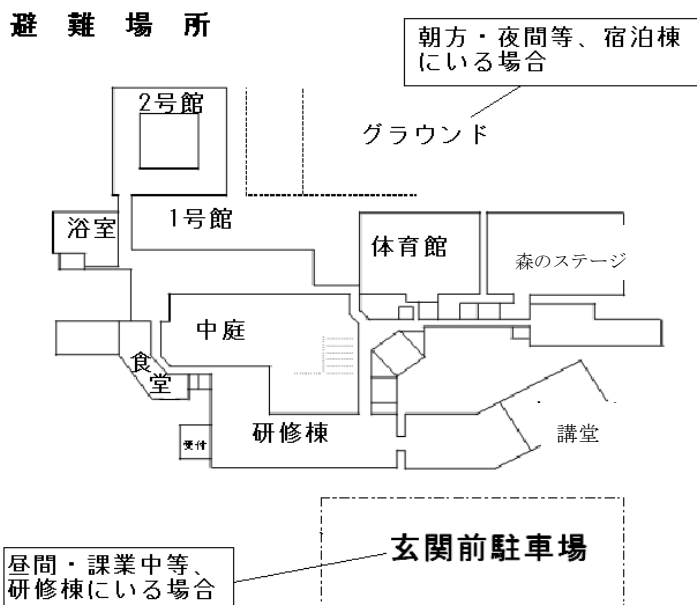 避難場所
朝方・夜間等、宿泊棟
にいる場合
2号館
グラウンド
1号館
浴室
体育館
森のステージ
中庭
食
堂
研修棟
受付
講堂
玄関前駐車場
昼間・課業中等、
研修棟にいる場合